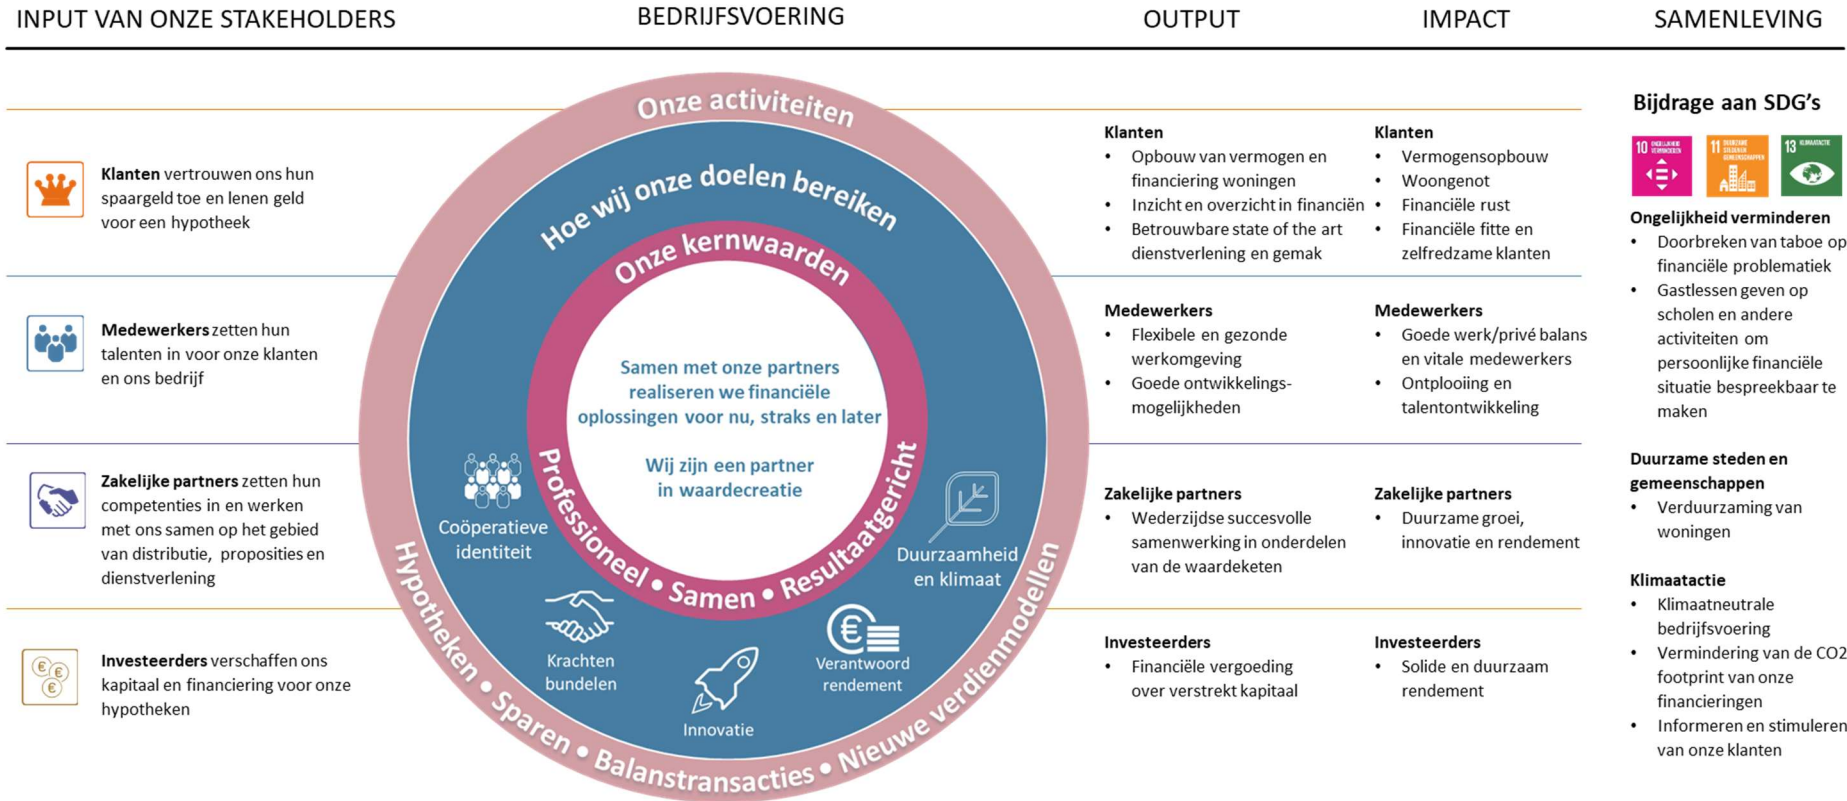 INPUT VAN ONZE STAKEHOLDERS
BEDRIJFSVOERING
OUTPUT
IMPACT
SAMENLEVING
Klanten vertrouwen ons hun
spaargeld toe en lenen geld
voor een hypotheek
Medewerkers zetten hun
talenten in voor onze klanten
en ons bedrijf
Zakelijke partners zetten hun
competenties in en werken
met ons samen op het gebied
van distributie, proposities en
dienstverlening
Investeerders verschaffen ons
kapitaal en financiering voor onze
hypotheken
Onze activiteiten
Hoe wij onze doelen bereiken
Onze kernwaarden
Samen met onze partners
realiseren we financiële
oplossingen voor nu, straks en later
Wij zijn een partner
in waardecreatie
Professioneel • Samen • Resultaatgericht
Coöperatieve
identiteit
Krachten
bundelen
Innovatie
Verantwoord
rendement
Duurzaamheid
en klimaat
Hypotheken • Sparen • Balanstransacties • Nieuwe verdienmodellen
Klanten
• Opbouw van vermogen en
financiering woningen
• Inzicht en overzicht in financiën
• Betrouwbare state of the art
dienstverlening en gemak
Medewerkers
• Flexibele en gezonde
werkomgeving
• Goede ontwikkelings-
mogelijkheden
Zakelijke partners
• Wederzijdse succesvolle
samenwerking in onderdelen
van de waardeketen
Investeerders
• Financiële vergoeding
over verstrekt kapitaal
Klanten
• Vermogensopbouw
• Woongenot
• Financiële rust
• Financiële fitte en
zelfredzame klanten
Medewerkers
• Goede werk/privé balans
en vitale medewerkers
• Ontplooiing en
talentontwikkeling
Zakelijke partners
• Duurzame groei,
innovatie en rendement
Investeerders
• Solide en duurzaam
rendement
Bijdrage aan SDG's
10 ONGELIJKHEID
VERMINDEREN
11 DUURZAME
STEDEN EN
GEMEENSCHAPPEN
13 KLIMAATACTIE
Ongelijkheid verminderen
• Doorbreken van taboe op
financiële problematiek
• Gastlessen geven op
scholen en andere
activiteiten om
persoonlijke financiële
situatie bespreekbaar te
maken
Duurzame steden en
gemeenschappen
• Verduurzaming van
woningen
Klimaatactie
• Klimaatneutrale
bedrijfsvoering
• Vermindering van de CO2
footprint van onze
financieringen
• Informeren en stimuleren
van onze klanten